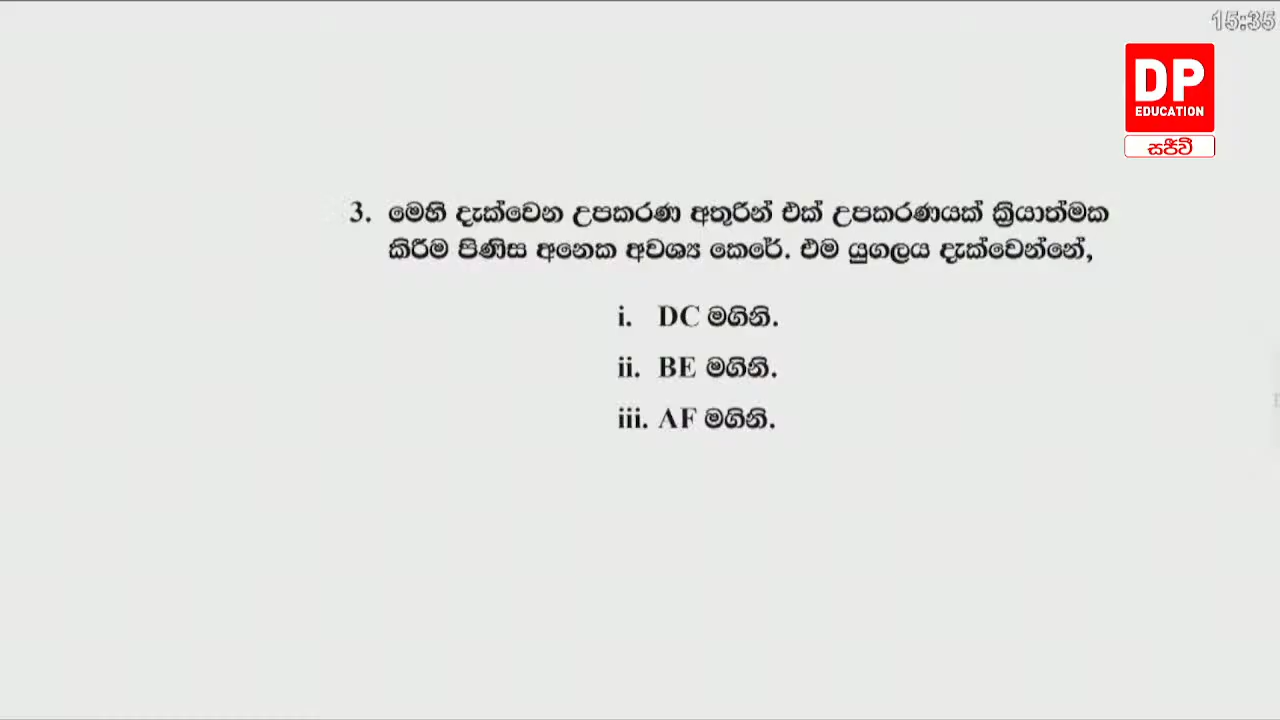 15:35
DP
EDUCATION
සජීවී
3. මෙහි දැක්වෙන උපකරණ අතුරින් එක් උපකරණයක් ක්‍රියාත්මක
කිරීම පිණිස අනෙක අවශ්‍ය කෙරේ. එම යුගලය දැක්වෙන්නේ,
i. DC මගිනි.
ii. BE මගිනි.
iii. AF මගිනි.